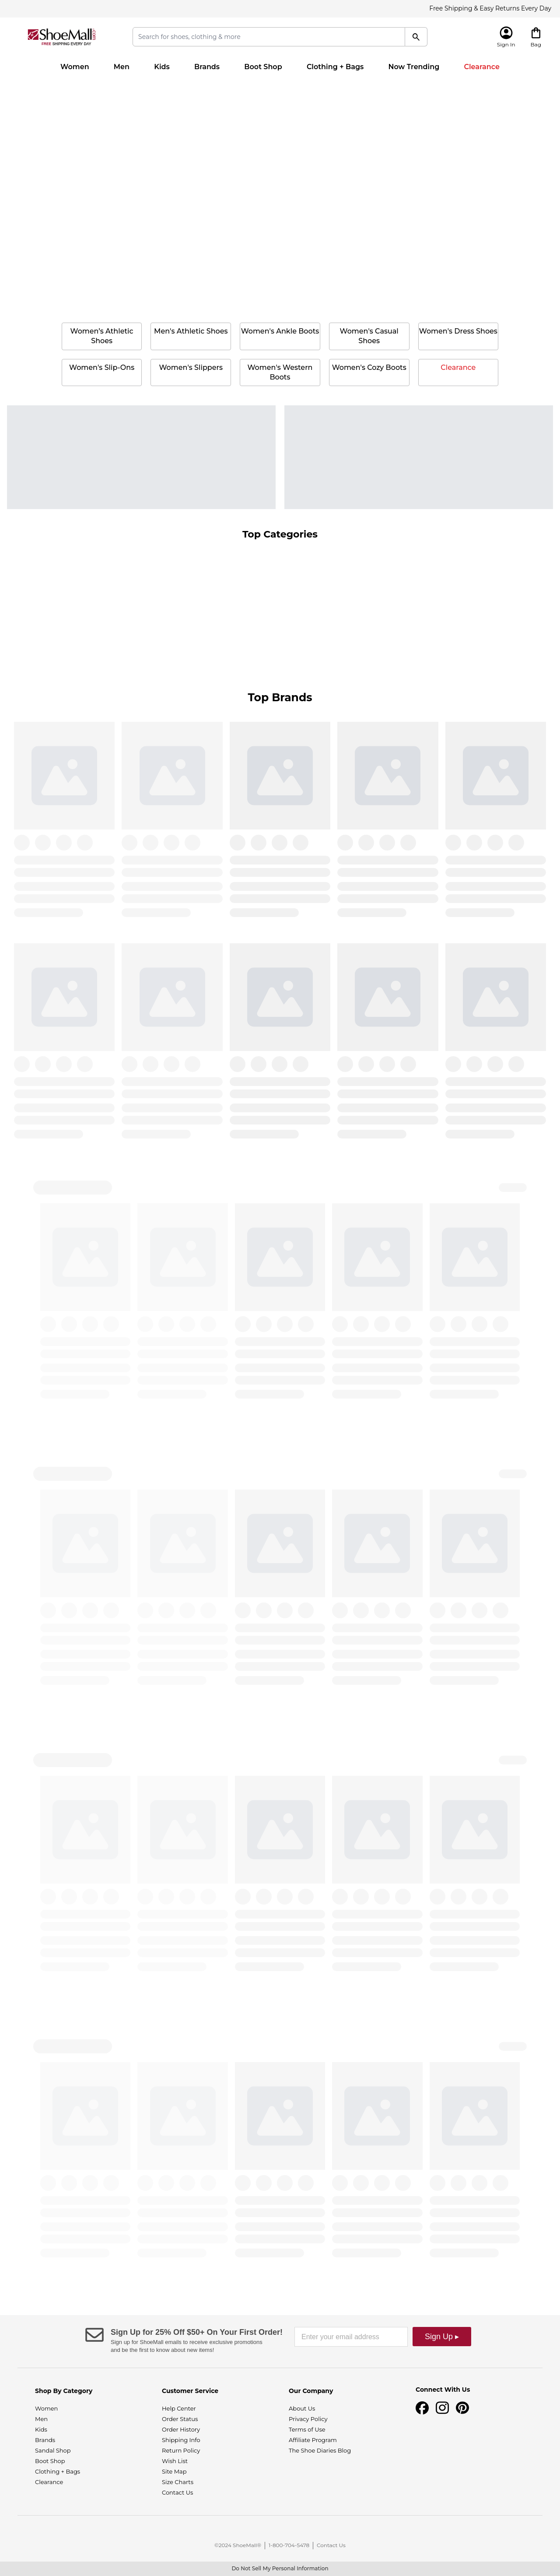 Free Shipping & Easy Returns Every Day
ShoeMall
FREE SHIPPING EVERY DAY
Search for shoes, clothing & more
Sign In
Bag
Women
Men
Kids
Brands
Boot Shop
Clothing + Bags
Now Trending
Clearance
Women's Athletic
Shoes
Men's Athletic Shoes
Women's Ankle Boots
Women's Casual
Shoes
Women's Dress Shoes
Women's Slip-Ons
Women's Slippers
Women's Western
Boots
Women's Cozy Boots
Clearance
Top Categories
Top Brands
Sign Up for 25% Off $50+ On Your First Order!
Sign up for ShoeMall emails to receive exclusive promotions
and be the first to know about new items!
Enter your email address
Sign Up ▸
Shop By Category
Women
Men
Kids
Brands
Sandal Shop
Boot Shop
Clothing + Bags
Clearance
Customer Service
Help Center
Order Status
Order History
Shipping Info
Return Policy
Wish List
Site Map
Size Charts
Contact Us
Our Company
About Us
Privacy Policy
Terms of Use
Affiliate Program
The Shoe Diaries Blog
Connect With Us
©2024 ShoeMall® | 1-800-704-5478 | Contact Us
Do Not Sell My Personal Information